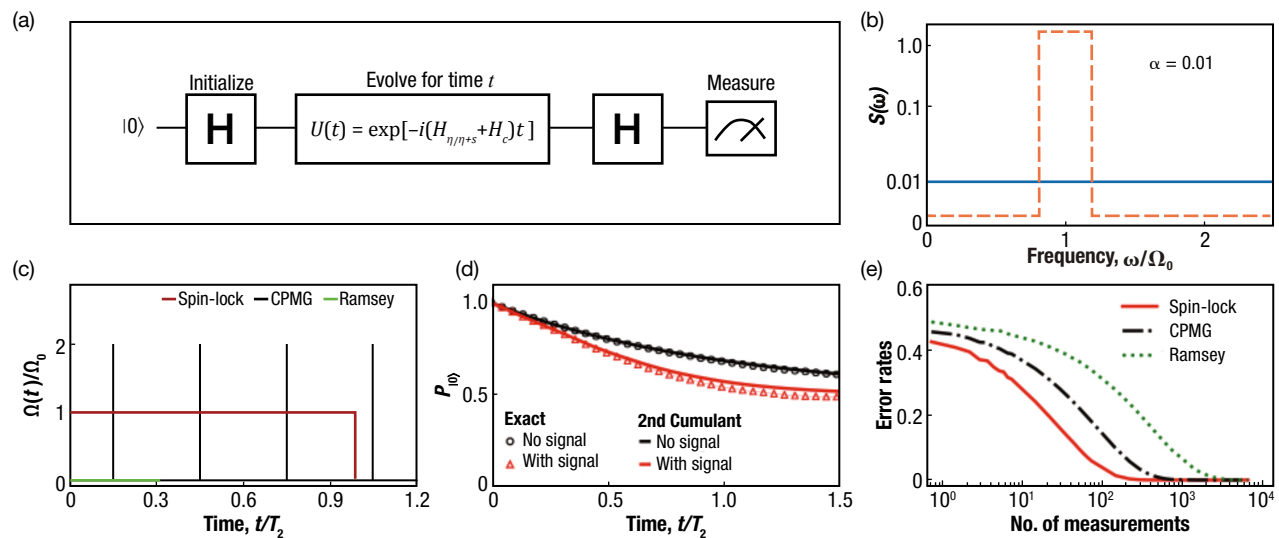 (a)
Initialize
Evolve for time t
Measure
|0⟩
H
U(t) = exp[−i(H_{η/η+s}+H_c)t]
H
(b)
S(ω)
1.0
0.1
0.01
0
α = 0.01
0 1 2
Frequency, ω/Ω₀
(c)
Ω(t)/Ω₀
Spin-lock CPMG Ramsey
2
1
0
0 0.3 0.6 0.9 1.2
Time, t/T₂
(d)
P_{|0⟩}
1.0
0.5
0
Exact 2nd Cumulant
No signal No signal
With signal With signal
0 0.5 1.0 1.5
Time, t/T₂
(e)
Error rates
0.6
0.4
0.2
0
Spin-lock
CPMG
Ramsey
10⁰ 10¹ 10² 10³ 10⁴
No. of measurements